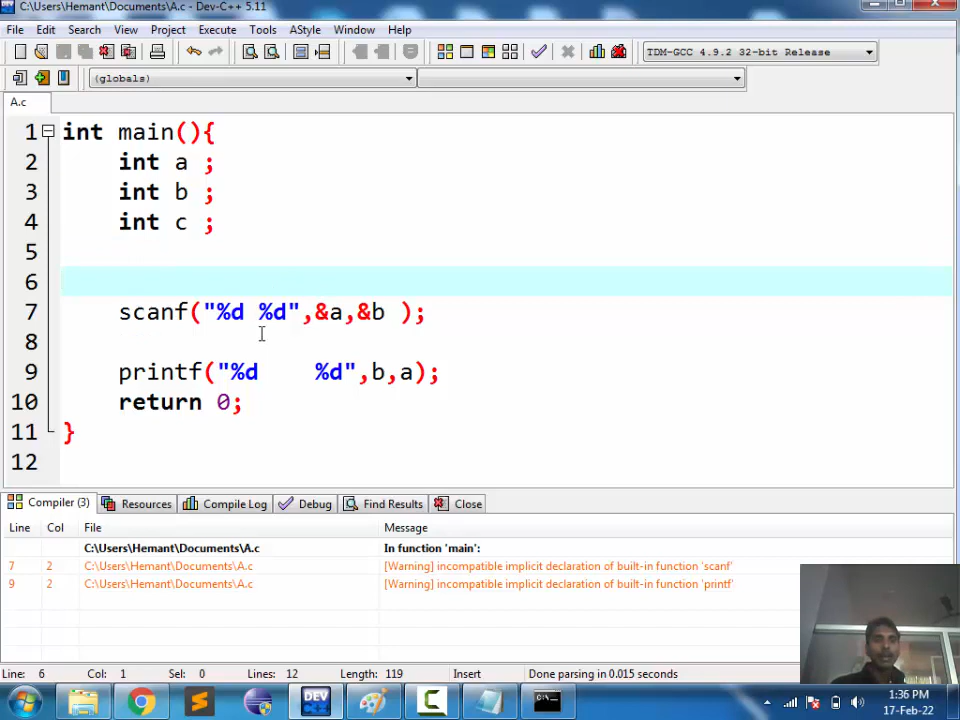 C:\Users\Hemant\Documents\A.c - Dev-C++ 5.11
File Edit Search View Project Execute Tools AStyle Window Help
TDM-GCC 4.9.2 32-bit Release
(globals)
A.c
1 int main(){
2 int a ;
3 int b ;
4 int c ;
5
6
7 scanf("%d %d",&a,&b );
8
9 printf("%d    %d",b,a);
10 return 0;
11 }
12
Compiler (3) Resources Compile Log Debug Find Results Close
Line Col File Message
C:\Users\Hemant\Documents\A.c In function 'main':
7 2 C:\Users\Hemant\Documents\A.c [Warning] incompatible implicit declaration of built-in function 'scanf'
9 2 C:\Users\Hemant\Documents\A.c [Warning] incompatible implicit declaration of built-in function 'printf'
Line: 6 Col: 1 Sel: 0 Lines: 12 Length: 119 Insert Done parsing in 0.015 seconds
DEV C++
C:\
1:36 PM
17-Feb-22